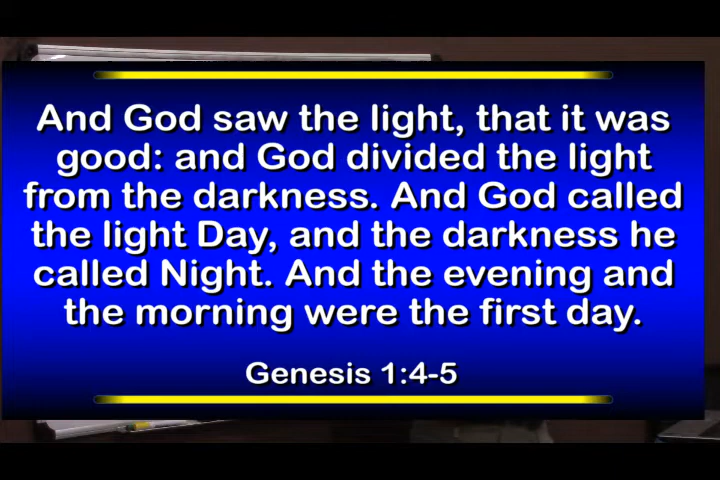 And God saw the light, that it was
good: and God divided the light
from the darkness. And God called
the light Day, and the darkness he
called Night. And the evening and
the morning were the first day.
Genesis 1:4-5